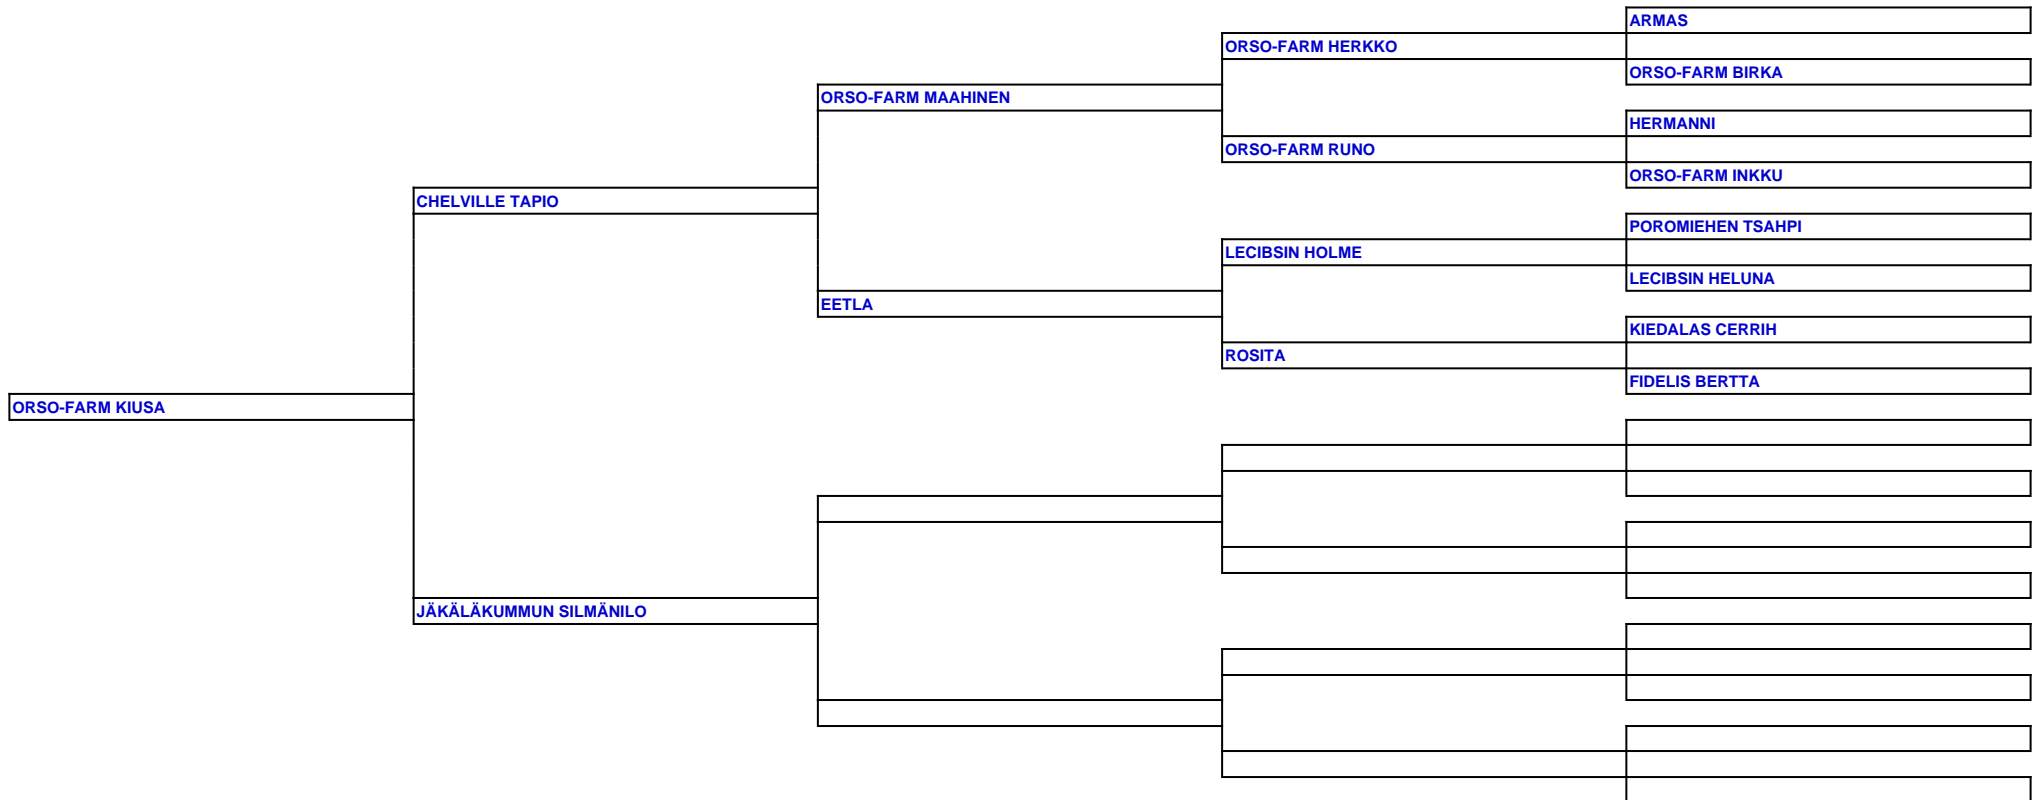 ARMAS
ORSO-FARM HERKKO
ORSO-FARM BIRKA
ORSO-FARM MAAHINEN
HERMANNI
ORSO-FARM RUNO
ORSO-FARM INKKU
CHELVILLE TAPIO
POROMIEHEN TSAHPI
LECIBSIN HOLME
LECIBSIN HELUNA
EETLA
KIEDALAS CERRIH
ROSITA
FIDELIS BERTTA
ORSO-FARM KIUSA
JÄKÄLÄKUMMUN SILMÄNILO